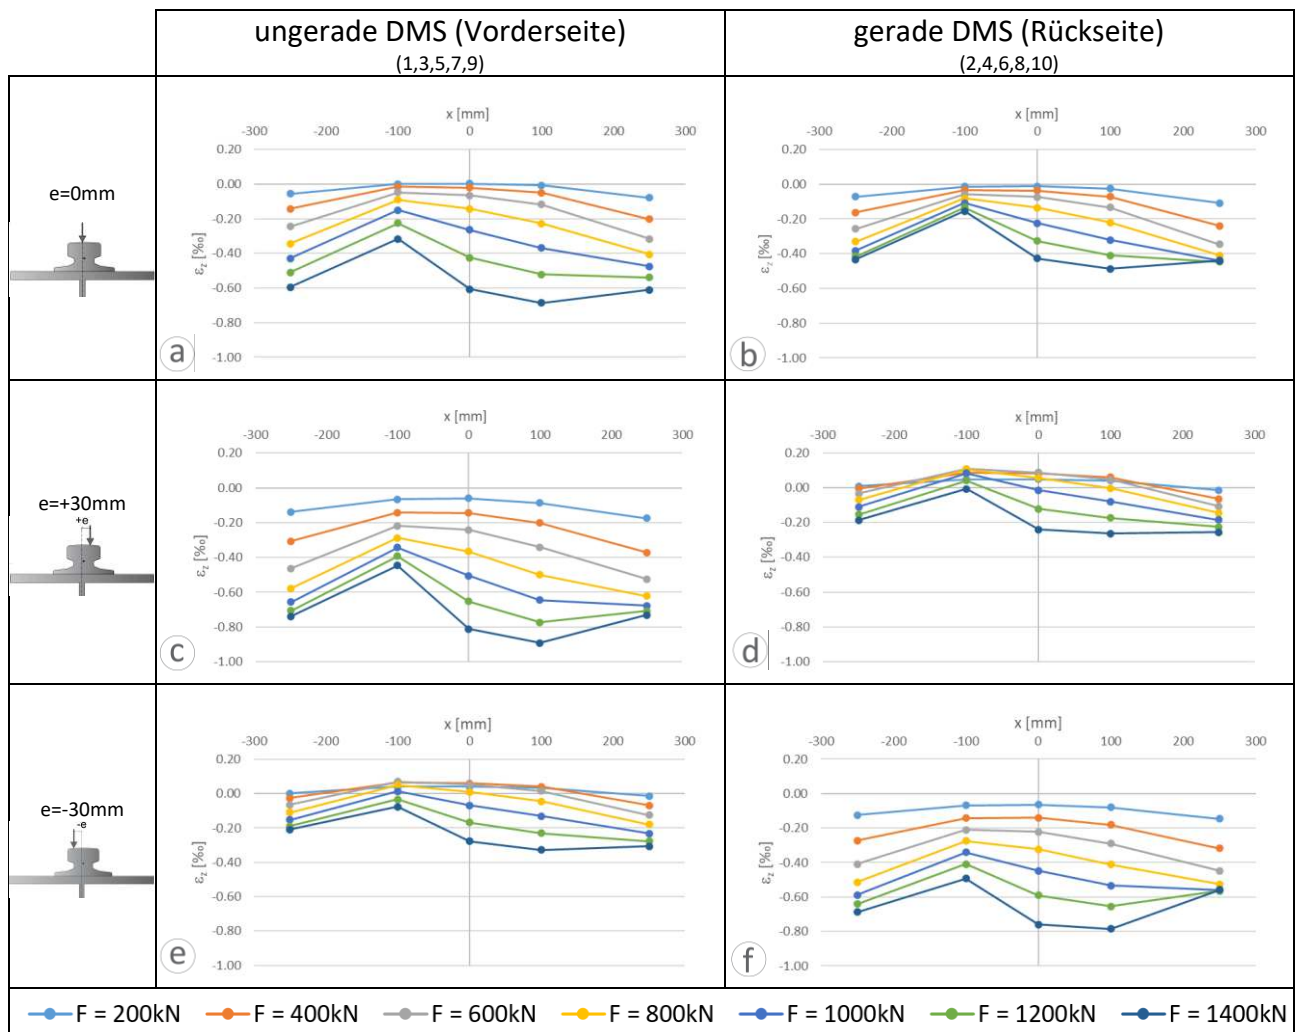 ungerade DMS (Vorderseite)
(1,3,5,7,9)
gerade DMS (Rückseite)
(2,4,6,8,10)
e=0mm
x [mm]
-300 -200 -100 0 100 200 300
0.20
0.00
-0.20
-0.40
-0.60
-0.80
-1.00
εz [‰]
a
x [mm]
-300 -200 -100 0 100 200 300
0.20
0.00
-0.20
-0.40
-0.60
-0.80
-1.00
εz [‰]
b
e=+30mm
+e
x [mm]
-300 -200 -100 0 100 200 300
0.20
0.00
-0.20
-0.40
-0.60
-0.80
-1.00
εz [‰]
c
x [mm]
-300 -200 -100 0 100 200 300
0.20
0.00
-0.20
-0.40
-0.60
-0.80
-1.00
εz [‰]
d
e=-30mm
-e
x [mm]
-300 -200 -100 0 100 200 300
0.20
0.00
-0.20
-0.40
-0.60
-0.80
-1.00
εz [‰]
e
x [mm]
-300 -200 -100 0 100 200 300
0.20
0.00
-0.20
-0.40
-0.60
-0.80
-1.00
εz [‰]
f
F = 200kN F = 400kN F = 600kN F = 800kN F = 1000kN F = 1200kN F = 1400kN